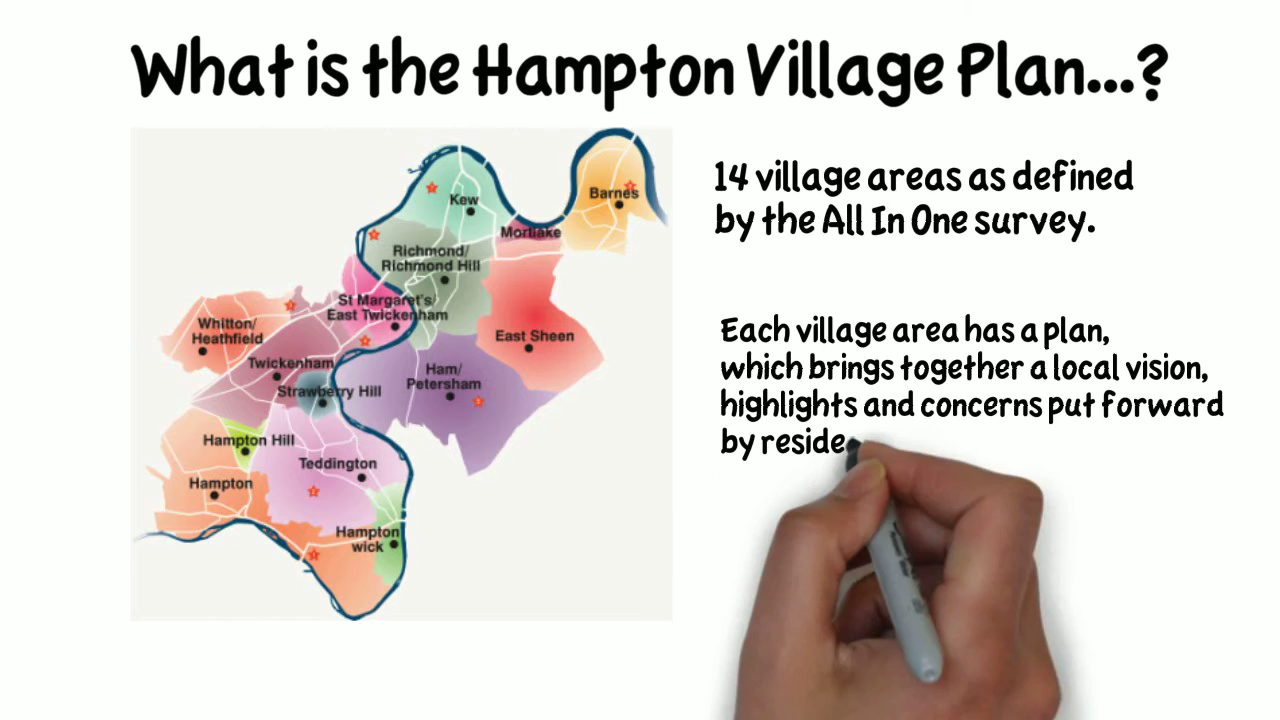 What is the Hampton Village Plan...?
14 village areas as defined
by the All In One survey.
Each village area has a plan,
which brings together a local vision,
highlights and concerns put forward
by reside
Kew
Barnes
Mortlake
Richmond/
Richmond Hill
St Margaret's/
East Twickenham
Whitton/
Heathfield
East Sheen
Twickenham
Ham/
Petersham
Strawberry Hill
Hampton Hill
Teddington
Hampton
Hampton
wick